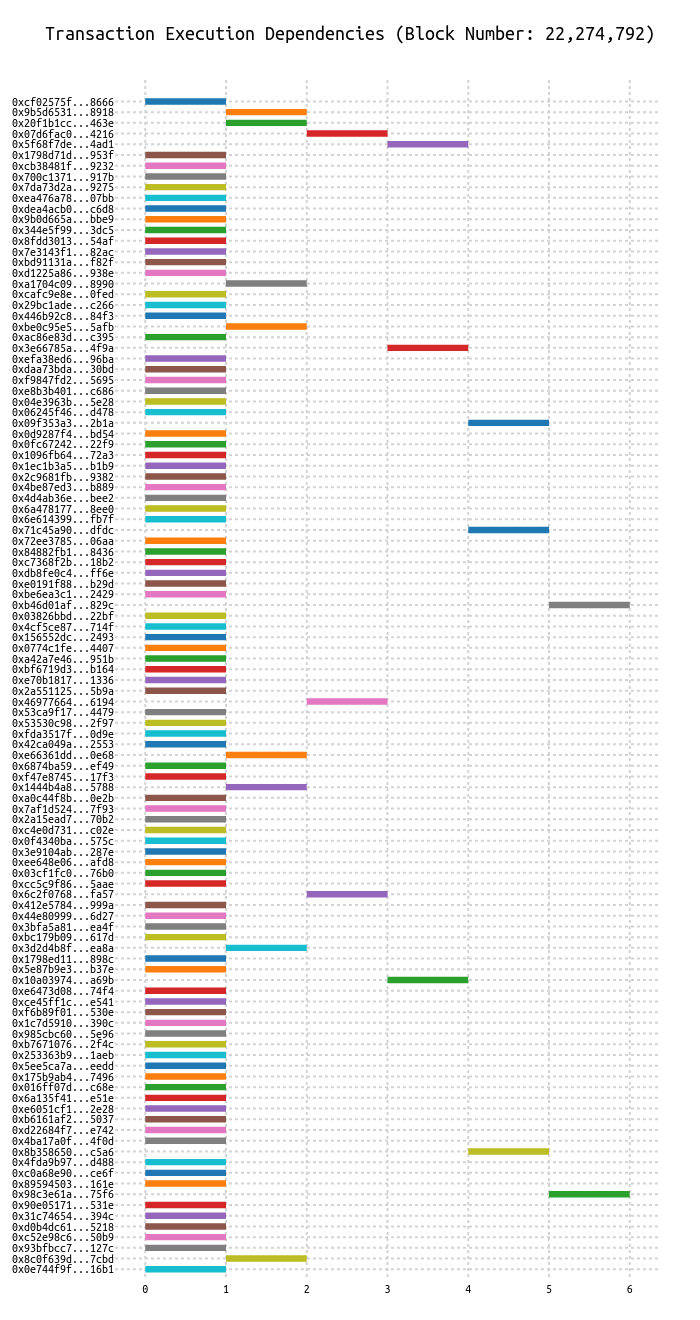 Transaction Execution Dependencies (Block Number: 22,274,792)
0xcf02575f...8666
0x9b5d6531...8918
0x20f1b1cc...463e
0x07d6fac0...4216
0x5f68f7de...4ad1
0x1798d71d...953f
0xcb38481f...9232
0x700c1371...917b
0x7da73d2a...9275
0xea476a78...07bb
0xdea4acb0...c6d8
0x9b0d665a...bbe9
0x344e5f99...3dc5
0x8fdd3013...54af
0x7e3143f1...82ac
0xbd91131a...f82f
0xd1225a86...938e
0xa1704c09...8990
0xcafc9e8e...0fed
0x29bc1ade...c266
0x446b92c8...84f3
0xbe0c95e5...5afb
0xac86e83d...c395
0x3e66785a...4f9a
0xefa38ed6...96ba
0xdaa73bda...30bd
0xf9847fd2...5695
0xe8b3b401...c686
0x04e3963b...5e28
0x06245f46...d478
0x09f353a3...2b1a
0x0d9287f4...bd54
0x0fc67242...22f9
0x1096fb64...72a3
0x1ec1b3a5...b1b9
0x2c9681fb...9382
0x4be87ed3...b889
0x4d4ab36e...bee2
0x6a478177...8ee0
0x6e614399...fb7f
0x71c45a90...dfdc
0x72ee3785...06aa
0x84882fb1...8436
0xc7368f2b...18b2
0xdb8fe0c4...ff6e
0xe0191f88...b29d
0xbe6ea3c1...2429
0xb46d01af...829c
0x03826bbd...22bf
0x4cf5ce87...714f
0x156552dc...2493
0x0774c1fe...4407
0xa42a7e46...951b
0xbf6719d3...b164
0xe70b1817...1336
0x2a551125...5b9a
0x46977664...6194
0x53ca9f17...4479
0x53530c98...2f97
0xfda3517f...0d9e
0x42ca049a...2553
0xe66361dd...0e68
0x6874ba59...ef49
0xf47e8745...17f3
0x1444b4a8...5788
0xa0c44f8b...0e2b
0x7af1d524...7f93
0x2a15ead7...70b2
0xc4e0d731...c02e
0x0f4340ba...575c
0x3e9104ab...287e
0xee648e06...afd8
0x03cf1fc0...76b0
0xcc5c9f86...5aae
0x6c2f0768...fa57
0x412e5784...999a
0x44e80999...6d27
0x3bfa5a81...ea4f
0xbc179b09...617d
0x3d2d4b8f...ea8a
0x1798ed11...898c
0x5e87b9e3...b37e
0x10a03974...a69b
0xe6473d08...74f4
0xce45ff1c...e541
0xf6b89f01...530e
0x1c7d5910...390c
0x985cbc60...5e96
0xb7671076...2f4c
0x253363b9...1aeb
0x5ee5ca7a...eedd
0x175b9ab4...7496
0x016ff07d...c68e
0x6a135f41...e51e
0xe6051cf1...2e28
0xb6161af2...5037
0xd22684f7...e742
0x4ba17a0f...4f0d
0x8b358650...c5a6
0x4fda9b97...d488
0xc0a68e90...ce6f
0x89594503...161e
0x98c3e61a...75f6
0x90e05171...531e
0x31c74654...394c
0xd0b4dc61...5218
0xc52e98c6...50b9
0x93bfbcc7...127c
0x8c0f639d...7cbd
0x0e744f9f...16b1
0 1 2 3 4 5 6